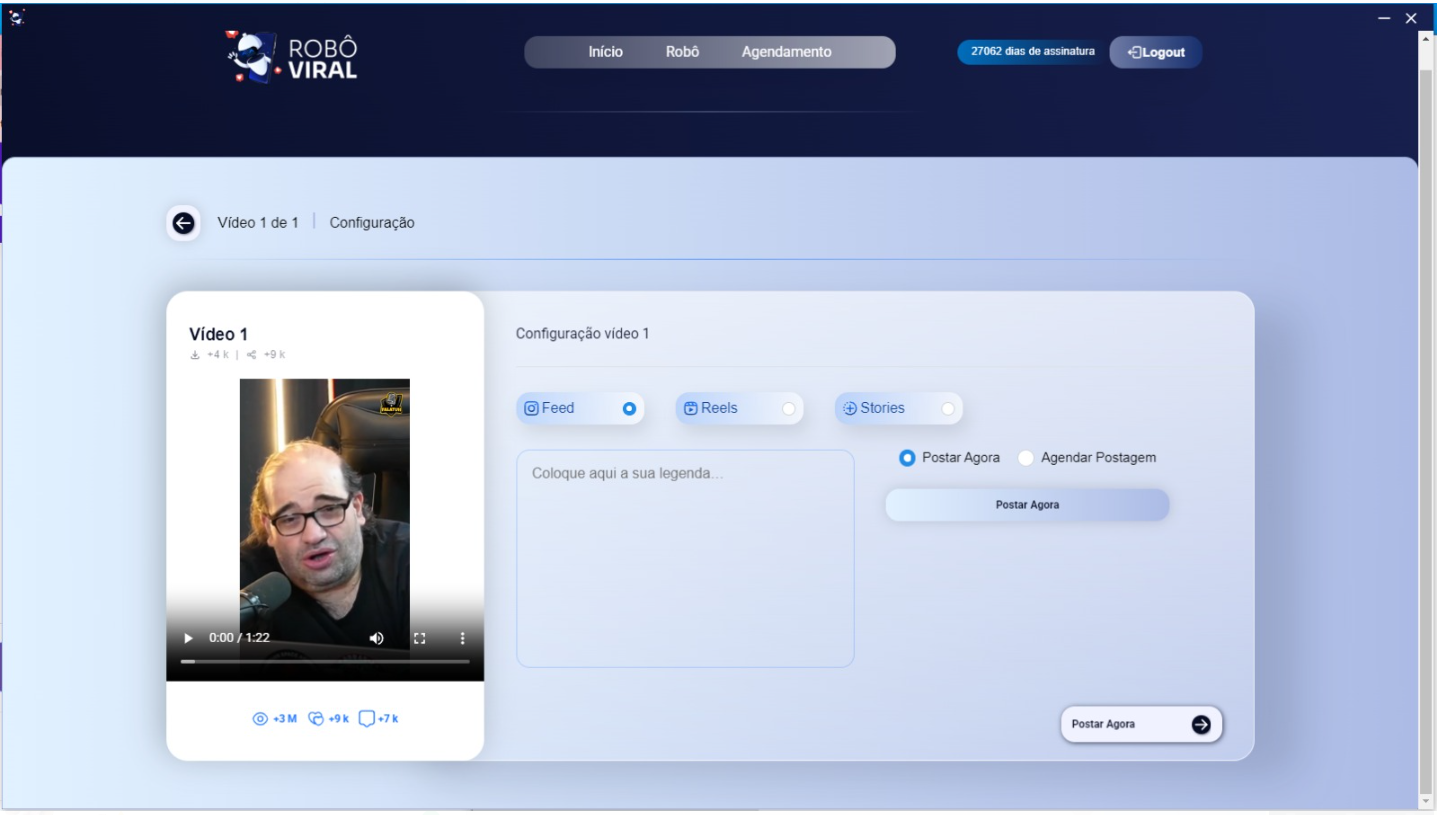 ROBÔ
VIRAL
Início Robô Agendamento
27062 dias de assinatura
Logout
Vídeo 1 de 1
Configuração
Vídeo 1
+4 k | +9 k
0:00 / 1:22
+3 M +9 k +7 k
Configuração vídeo 1
Feed Reels Stories
Coloque aqui a sua legenda...
Postar Agora Agendar Postagem
Postar Agora
Postar Agora